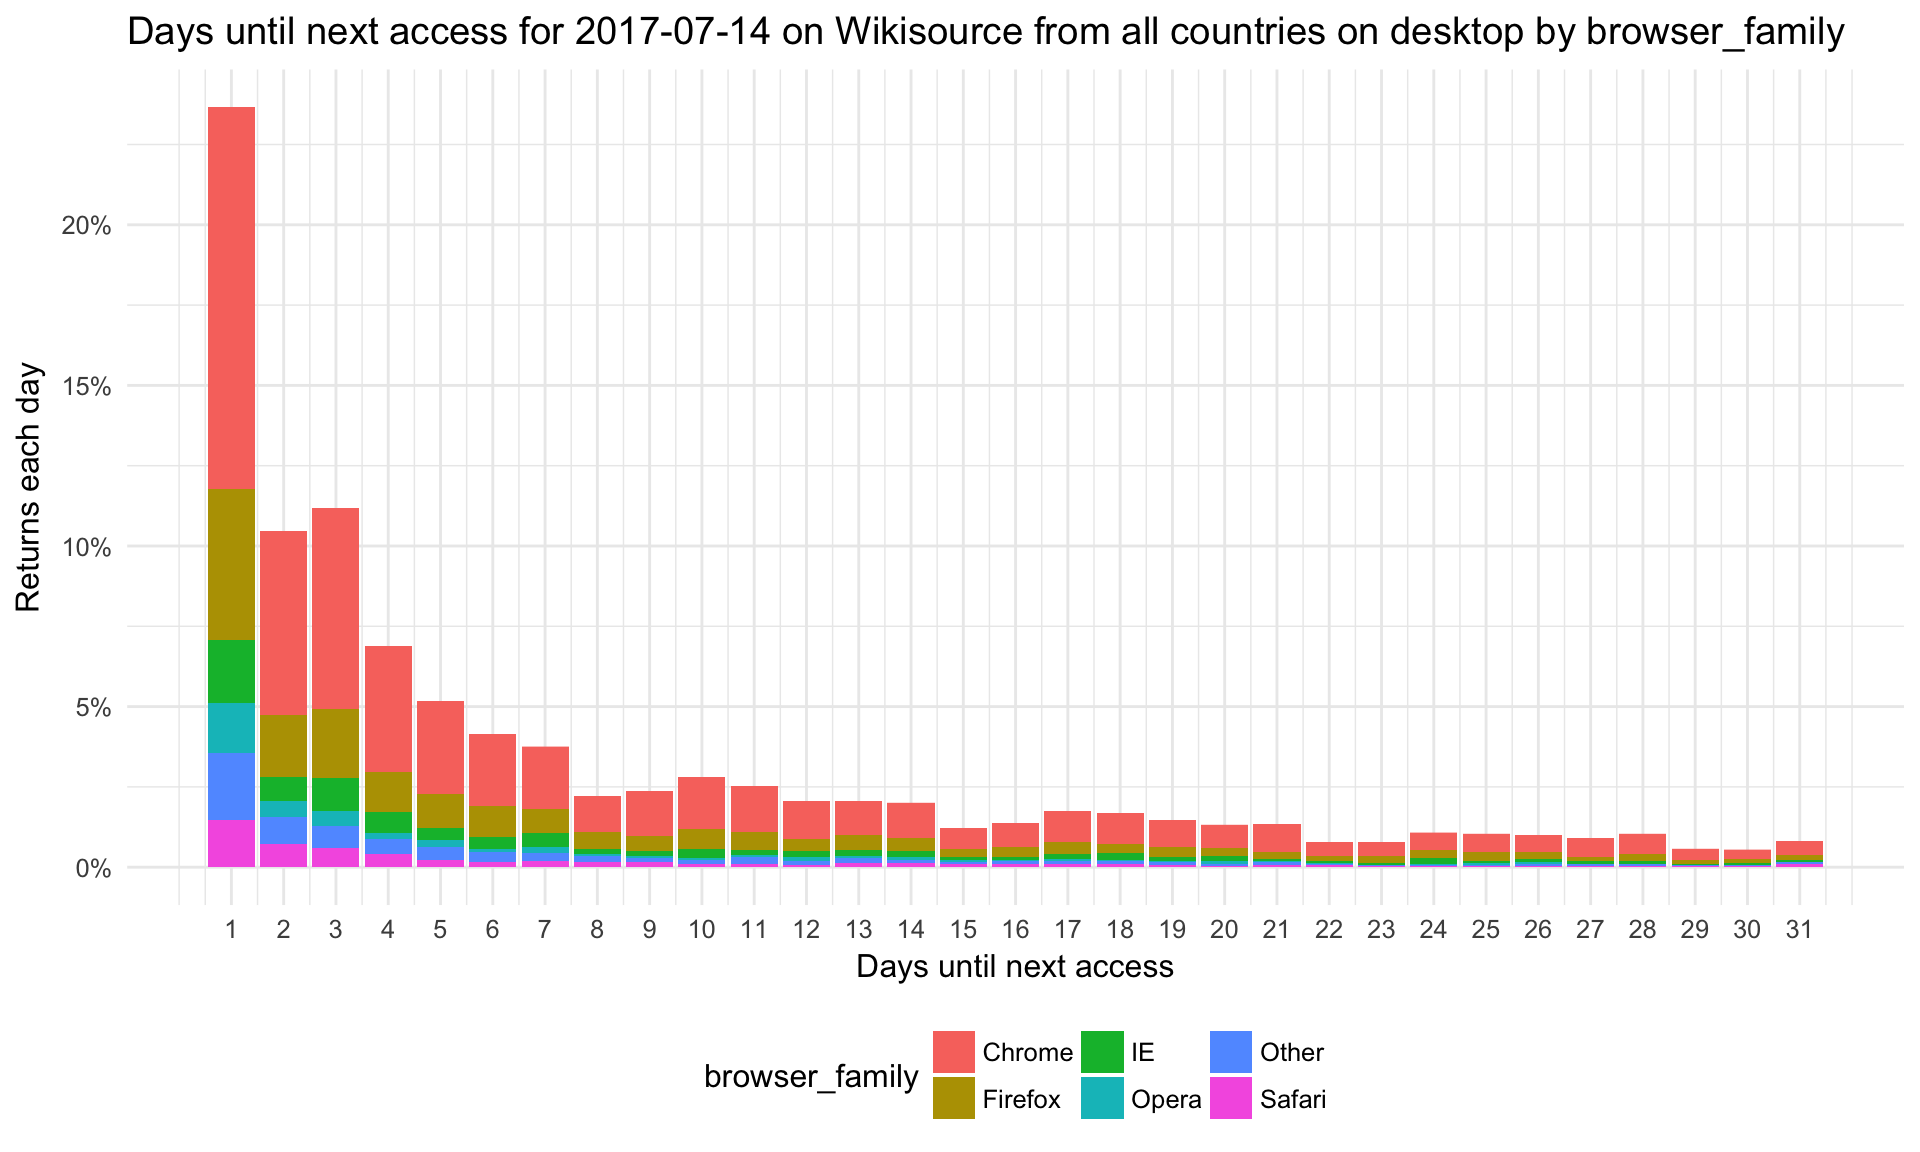 Days until next access for 2017-07-14 on Wikisource from all countries on desktop by browser_family
Returns each day
20%
15%
10%
5%
0%
1 2 3 4 5 6 7 8 9 10 11 12 13 14 15 16 17 18 19 20 21 22 23 24 25 26 27 28 29 30 31
Days until next access
browser_family
Chrome IE Other
Firefox Opera Safari